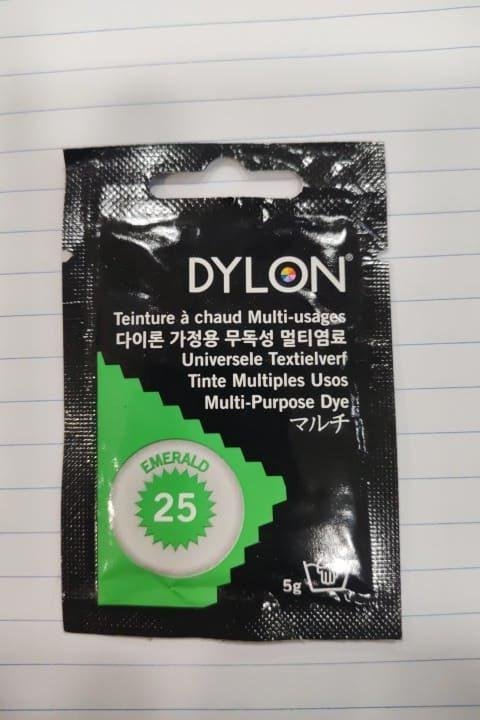 DYLON®
Teinture à chaud Multi-usages
다이론 가정용 무독성 멀티염료
Universele Textielverf
Tinte Multiples Usos
Multi-Purpose Dye
マルチ
EMERALD
25
5g